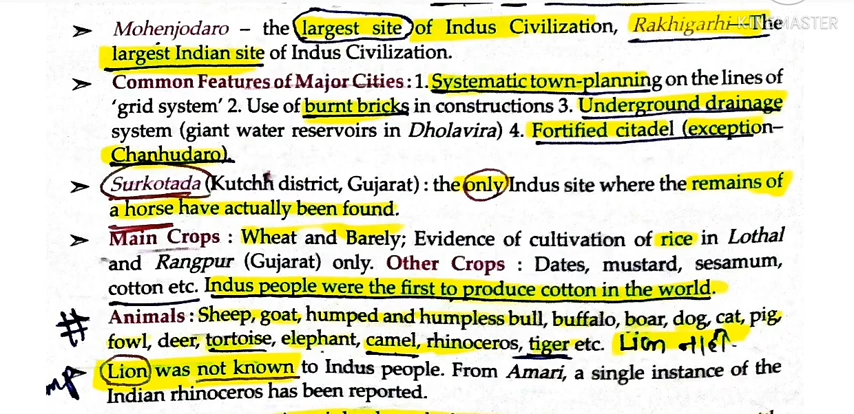 KINEMASTER
➤ Mohenjodaro – the largest site of Indus Civilization, Rakhigarhi–The
largest Indian site of Indus Civilization.
➤ Common Features of Major Cities : 1. Systematic town-planning on the lines of
'grid system' 2. Use of burnt bricks in constructions 3. Underground drainage
system (giant water reservoirs in Dholavira) 4. Fortified citadel (exception–
Chanhudaro).
➤ Surkotada (Kutchh district, Gujarat) : the only Indus site where the remains of
a horse have actually been found.
➤ Main Crops : Wheat and Barely; Evidence of cultivation of rice in Lothal
and Rangpur (Gujarat) only. Other Crops : Dates, mustard, sesamum,
cotton etc. Indus people were the first to produce cotton in the world.
# Animals : Sheep, goat, humped and humpless bull, buffalo, boar, dog, cat, pig,
fowl, deer, tortoise, elephant, camel, rhinoceros, tiger etc. Lion नाही.
➤ Lion was not known to Indus people. From Amari, a single instance of the
Indian rhinoceros has been reported.